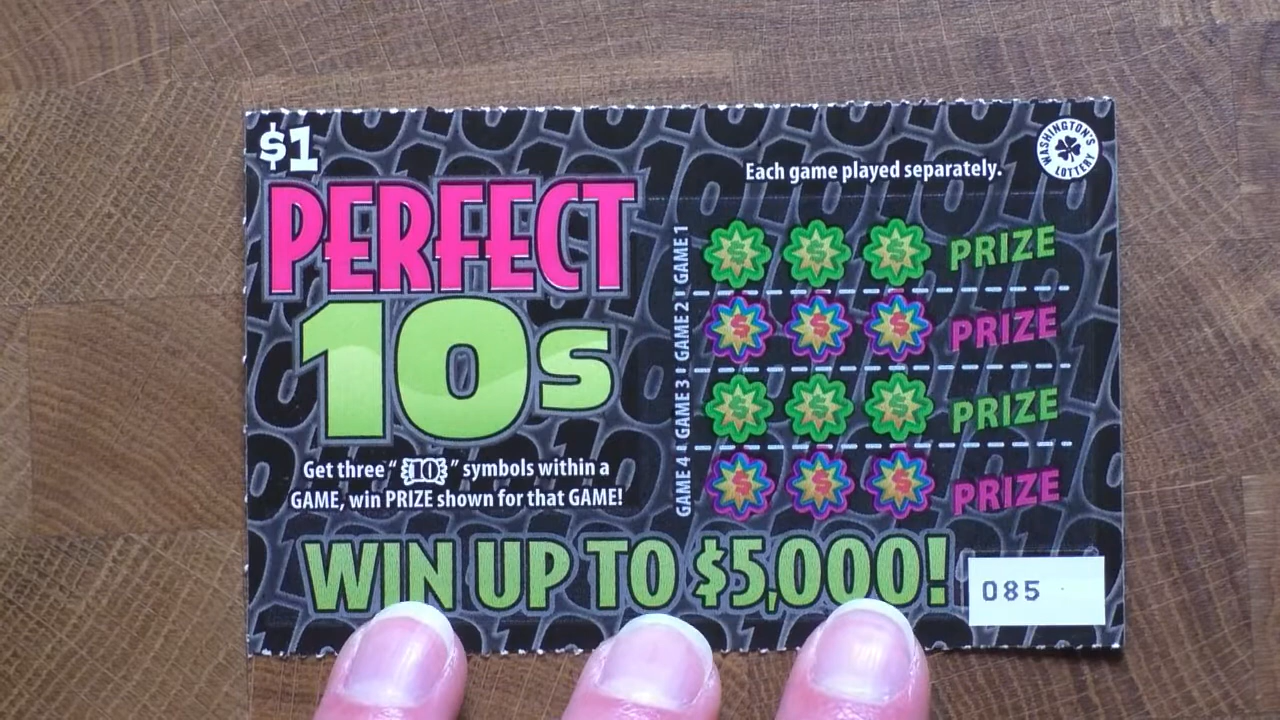 $1
PERFECT
10s
Get three "10" symbols within a
GAME, win PRIZE shown for that GAME!
WIN UP TO $5,000!
Each game played separately.
WASHINGTON'S
LOTTERY
GAME 1
$ $ $ PRIZE
GAME 2
$ $ $ PRIZE
GAME 3
$ $ $ PRIZE
GAME 4
$ $ $ PRIZE
085